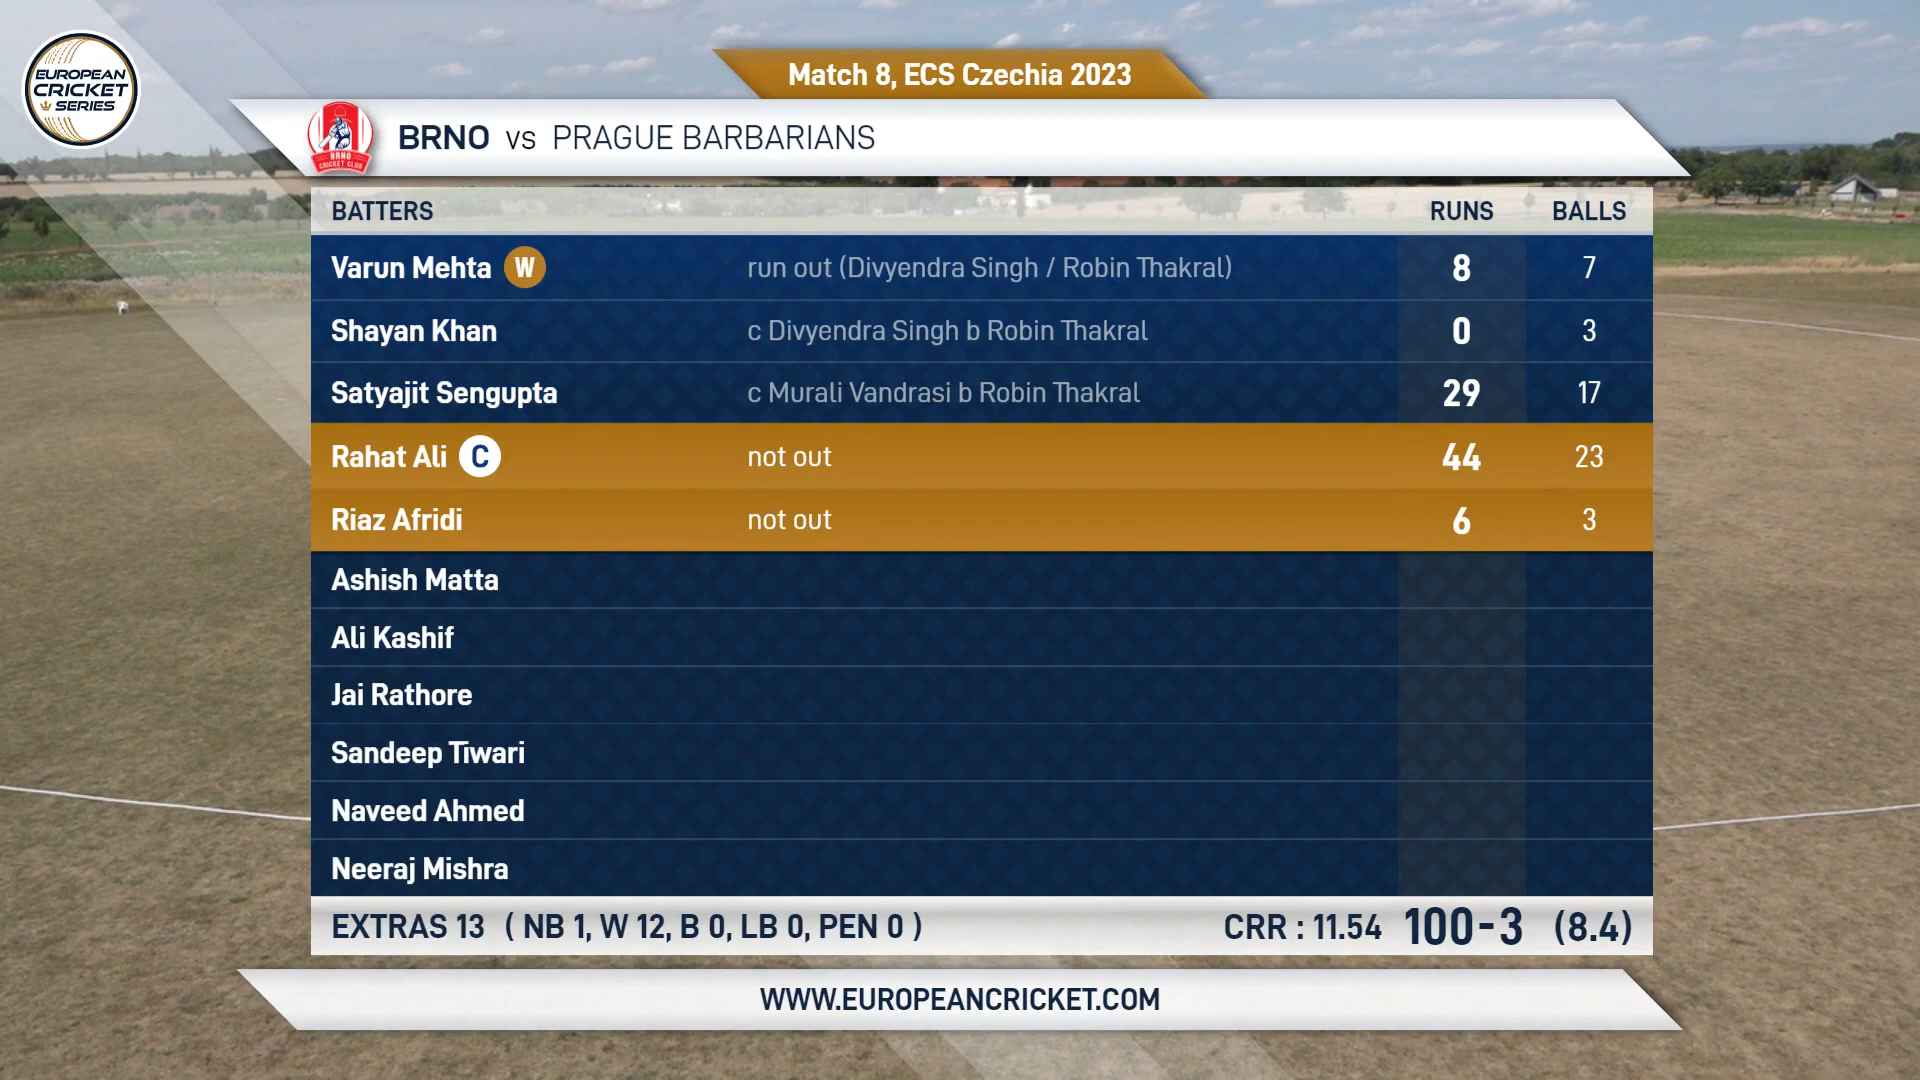 EUROPEAN
CRICKET
SERIES
Match 8, ECS Czechia 2023
BRNO
CRICKET CLUB
BRNO vs PRAGUE BARBARIANS
BATTERS RUNS BALLS
Varun Mehta W run out (Divyendra Singh / Robin Thakral) 8 7
Shayan Khan c Divyendra Singh b Robin Thakral 0 3
Satyajit Sengupta c Murali Vandrasi b Robin Thakral 29 17
Rahat Ali C not out 44 23
Riaz Afridi not out 6 3
Ashish Matta
Ali Kashif
Jai Rathore
Sandeep Tiwari
Naveed Ahmed
Neeraj Mishra
EXTRAS 13 ( NB 1, W 12, B 0, LB 0, PEN 0 ) CRR : 11.54 100-3 (8.4)
WWW.EUROPEANCRICKET.COM